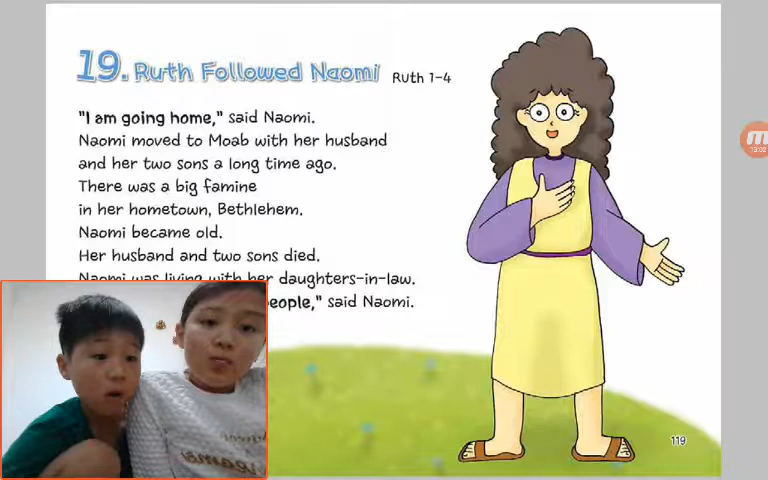 19. Ruth Followed Naomi Ruth 1-4
"I am going home," said Naomi.
Naomi moved to Moab with her husband
and her two sons a long time ago.
There was a big famine
in her hometown, Bethlehem.
Naomi became old.
Her husband and two sons died.
Naomi was living with her daughters-in-law.
people," said Naomi.
119
13:02